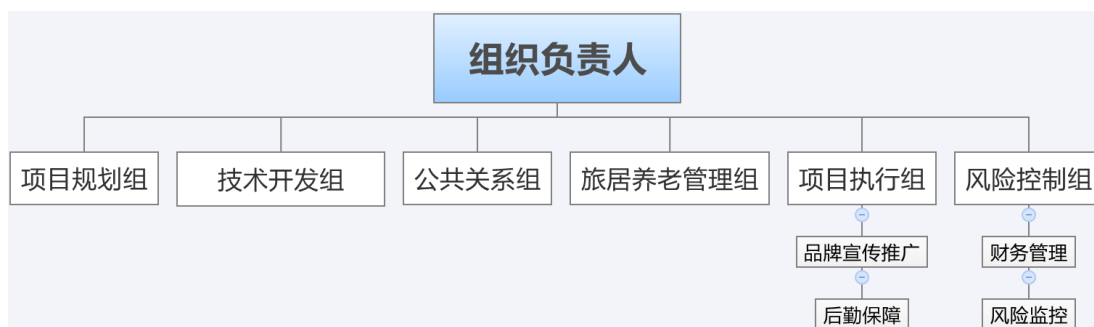 组织负责人
项目规划组
技术开发组
公共关系组
旅居养老管理组
项目执行组
风险控制组
品牌宣传推广
财务管理
后勤保障
风险监控